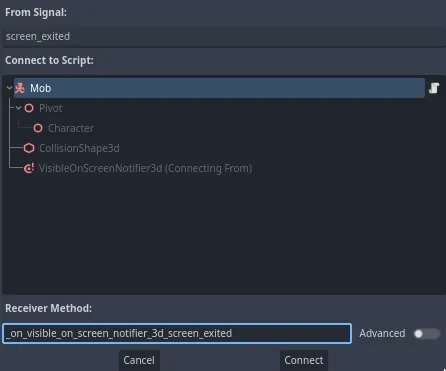 From Signal:
screen_exited
Connect to Script:
Mob
Pivot
Character
CollisionShape3d
VisibleOnScreenNotifier3d (Connecting From)
Receiver Method:
_on_visible_on_screen_notifier_3d_screen_exited
Advanced
Cancel
Connect